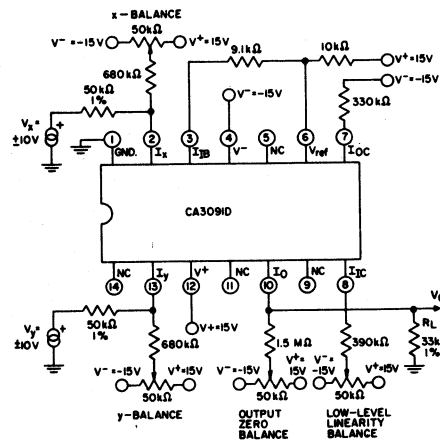 x-BALANCE
50kΩ
V⁻=-15V
V⁺=15V
680kΩ
50kΩ
1%
Vx=
±10V
+
9.1kΩ
10kΩ
V⁺=15V
V⁻=-15V
V⁻=-15V
330kΩ
1 2 3 4 5 6 7
GND. Ix IIB V⁻ NC Vref IOC
CA3091D
NC Iy V+ NC IO NC IIC
14 13 12 11 10 9 8
Vy=
±10V
+
50kΩ
1%
680kΩ
V+=15V
1.5 MΩ
390kΩ
RL
33k
1%
V⁻=-15V
V⁺=15V
50kΩ
y-BALANCE
V⁻=-15V
V⁺=
15V
50kΩ
OUTPUT
ZERO
BALANCE
V⁻=
-15V
V⁺=15V
50kΩ
LOW-LEVEL
LINEARITY
BALANCE